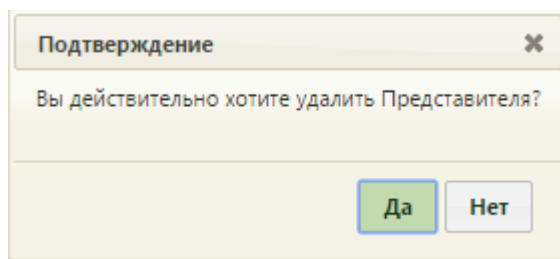 Подтверждение
Вы действительно хотите удалить Представителя?
Да Нет